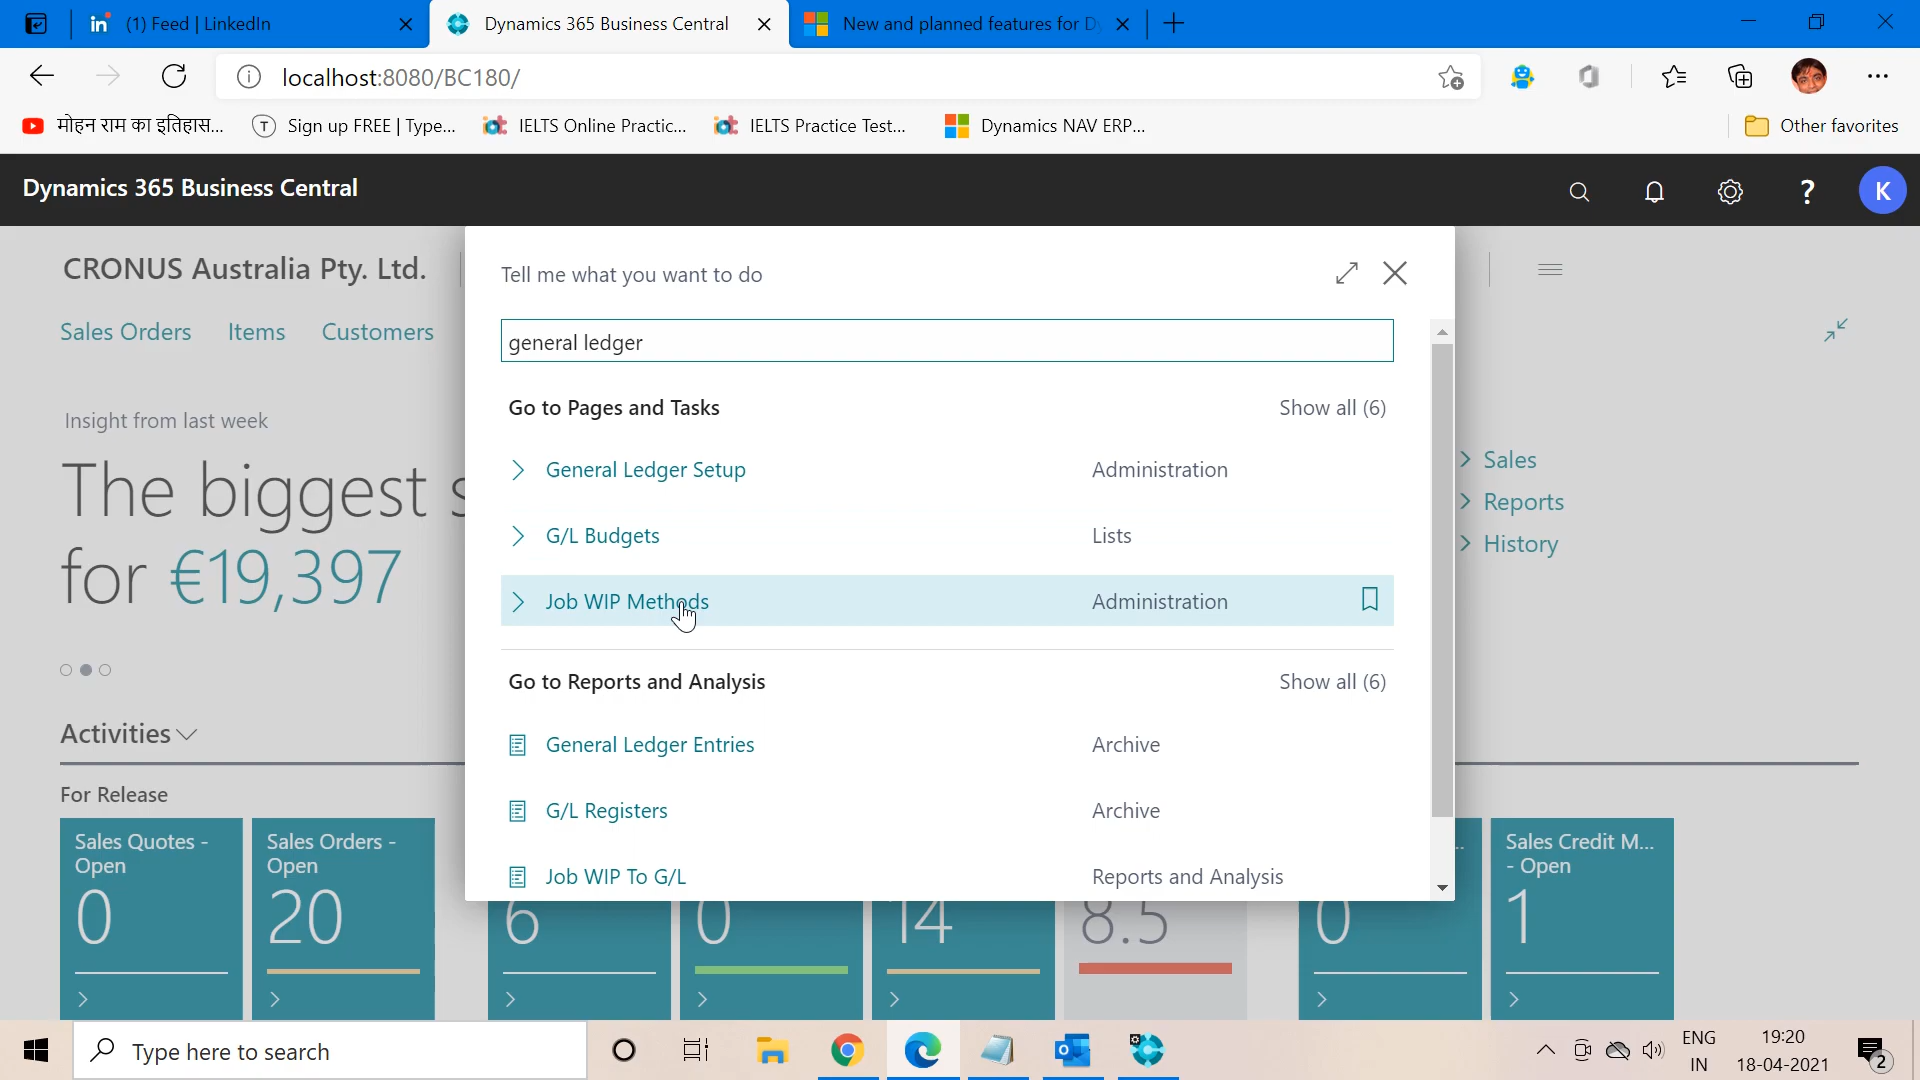 (1) Feed | LinkedIn
Dynamics 365 Business Central
New and planned features for D
localhost:8080/BC180/
मोहन राम का इतिहास...
Sign up FREE | Type...
IELTS Online Practic...
IELTS Practice Test...
Dynamics NAV ERP...
Other favorites
Dynamics 365 Business Central
?
K
CRONUS Australia Pty. Ltd.
Sales Orders
Items
Customers
Insight from last week
The biggest s
for €19,397
Activities
For Release
Sales Quotes -
Open
0
Sales Orders -
Open
20
Tell me what you want to do
general ledger
Go to Pages and Tasks
Show all (6)
General Ledger Setup
Administration
G/L Budgets
Lists
Job WIP Methods
Administration
Go to Reports and Analysis
Show all (6)
General Ledger Entries
Archive
G/L Registers
Archive
Job WIP To G/L
Reports and Analysis
> Sales
> Reports
> History
6
0
14
8.5
...
0
Sales Credit M...
- Open
1
Type here to search
ENG
IN
19:20
18-04-2021
2